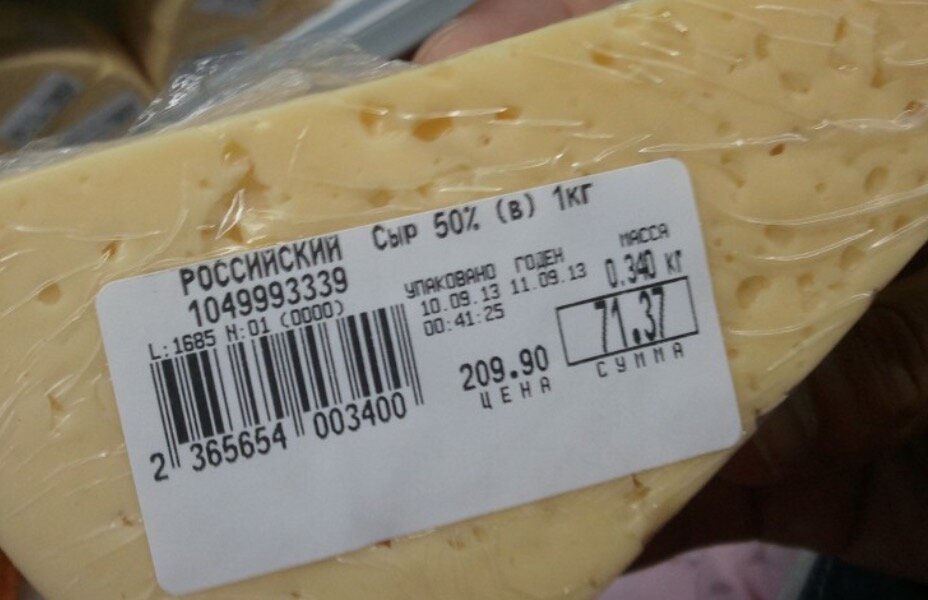 РОССИЙСКИЙ Сыр 50% (в) 1кг
1049993339
L:1685 N:01 (0000)
УПАКОВАНО ГОДЕН
10.09.13 11.09.13
00:41:25
МАССА
0.340 кг
71.37
СУММА
209.90
ЦЕНА
2 365654 003400